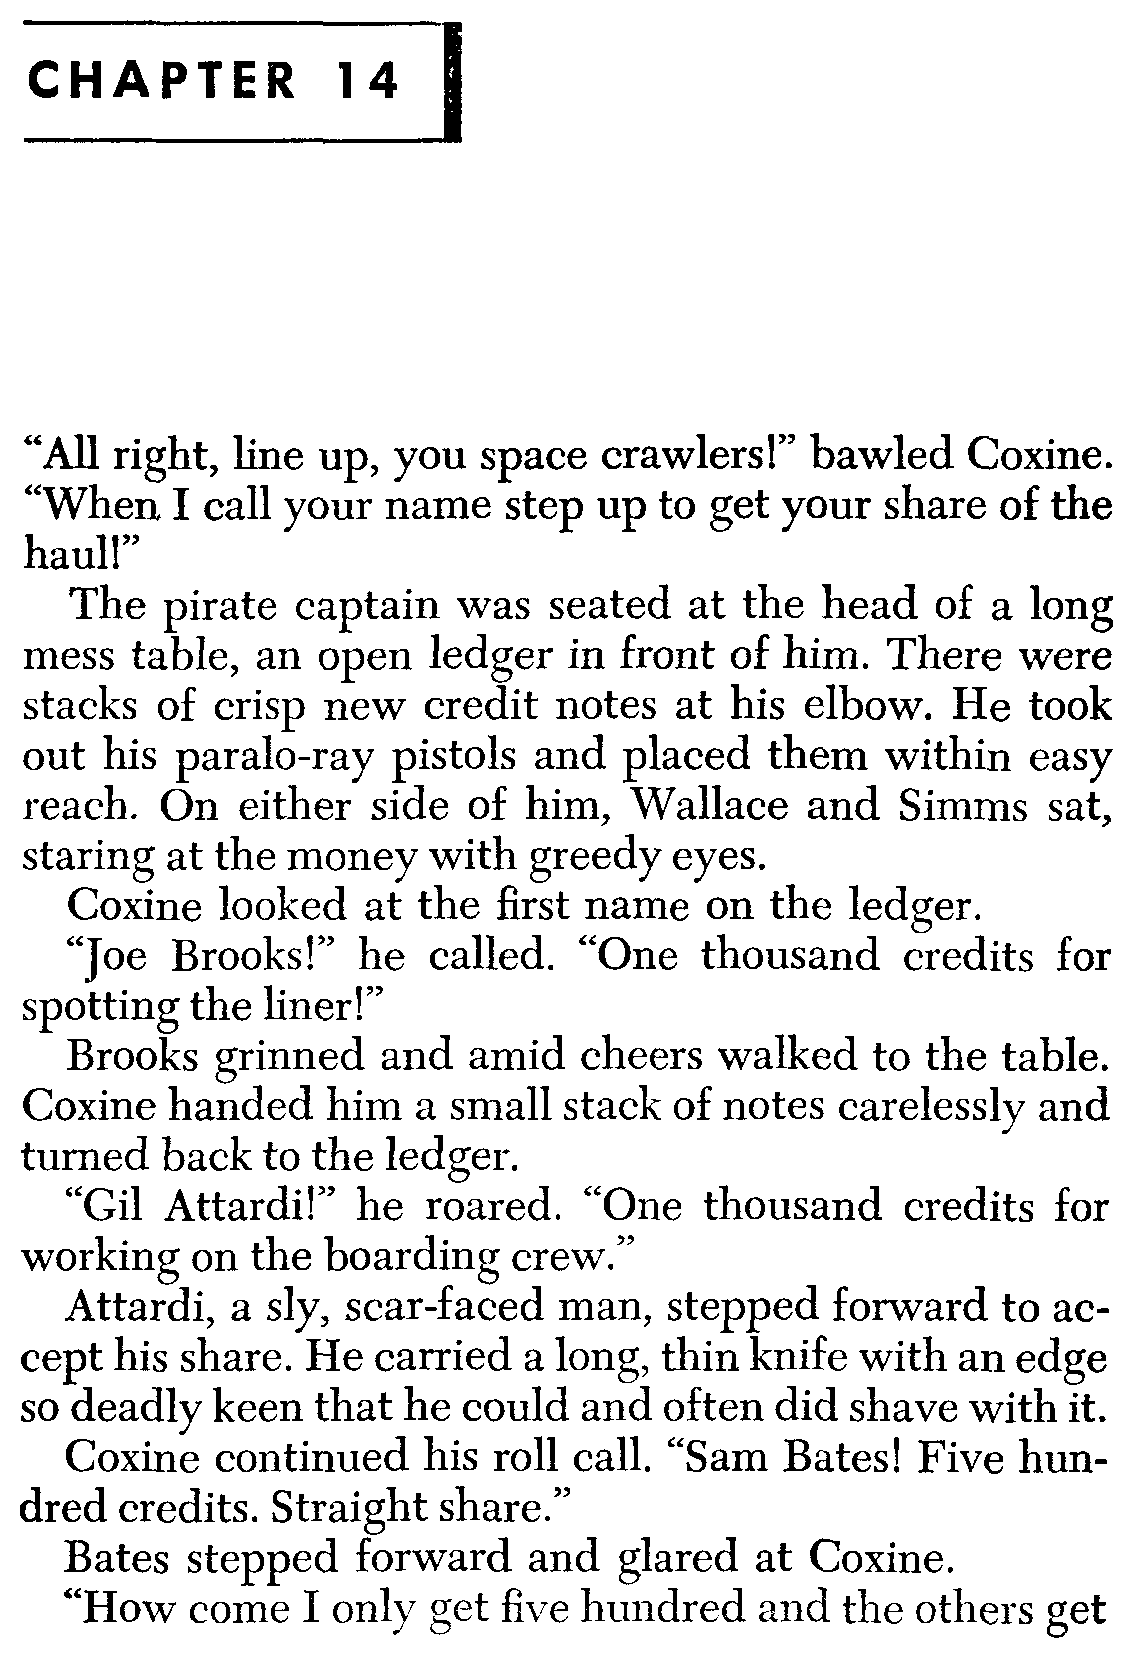 CHAPTER 14
“All right, line up, you space crawlers!” bawled Coxine.
“When I call your name step up to get your share of the
haul!”
The pirate captain was seated at the head of a long
mess table, an open ledger in front of him. There were
stacks of crisp new credit notes at his elbow. He took
out his paralo-ray pistols and placed them within easy
reach. On either side of him, Wallace and Simms sat,
staring at the money with greedy eyes.
Coxine looked at the first name on the ledger.
“Joe Brooks!” he called. “One thousand credits for
spotting the liner!”
Brooks grinned and amid cheers walked to the table.
Coxine handed him a small stack of notes carelessly and
turned back to the ledger.
“Gil Attardi!” he roared. “One thousand credits for
working on the boarding crew.”
Attardi, a sly, scar-faced man, stepped forward to ac-
cept his share. He carried a long, thin knife with an edge
so deadly keen that he could and often did shave with it.
Coxine continued his roll call. “Sam Bates! Five hun-
dred credits. Straight share.”
Bates stepped forward and glared at Coxine.
“How come I only get five hundred and the others get